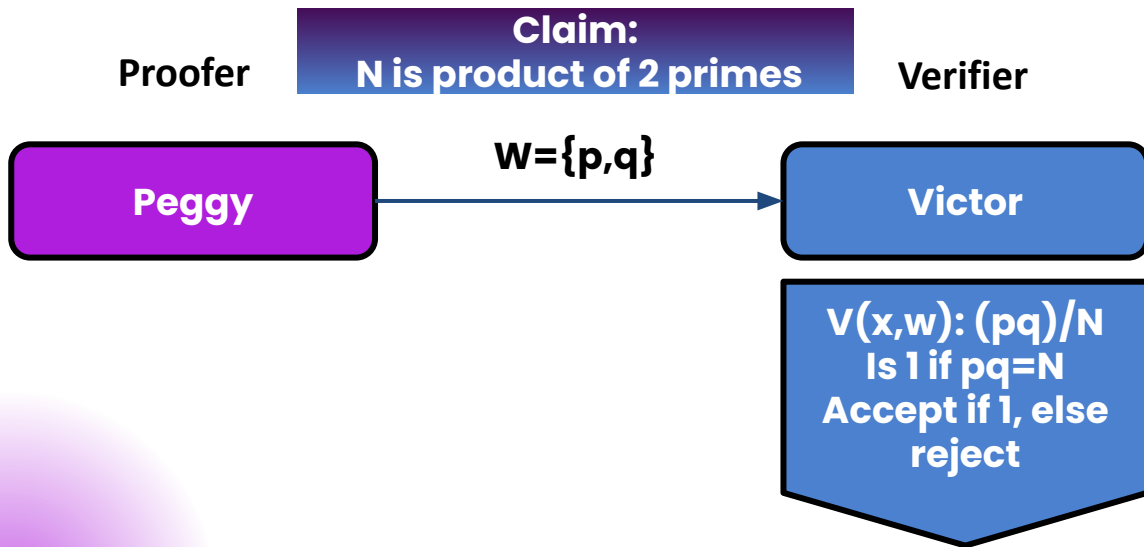 Claim:
N is product of 2 primes
Proofer
Verifier
W={p,q}
Peggy
Victor
V(x,w): (pq)/N
Is 1 if pq=N
Accept if 1, else
reject